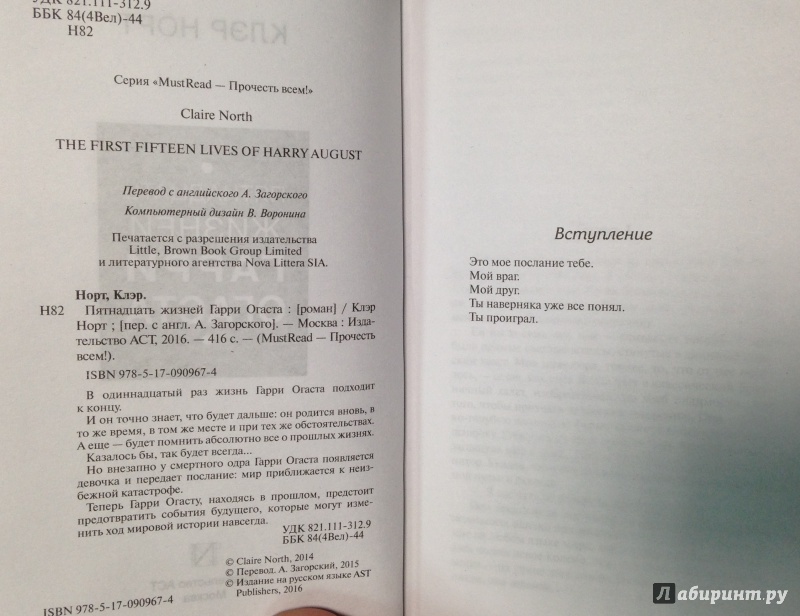 УДК 821.111-312.9
ББК 84(4Вел)-44
Н82
Серия «MustRead — Прочесть всем!»
Claire North
THE FIRST FIFTEEN LIVES OF HARRY AUGUST
Перевод с английского А. Загорского
Компьютерный дизайн В. Воронина
Печатается с разрешения издательства
Little, Brown Book Group Limited
и литературного агентства Nova Littera SIA.
Норт, Клэр.
Н82 Пятнадцать жизней Гарри Огаста : [роман] / Клэр
Норт ; [пер. с англ. А. Загорского]. — Москва : Изда-
тельство АСТ, 2016. — 416 с. — (MustRead — Прочесть
всем!).
ISBN 978-5-17-090967-4
В одиннадцатый раз жизнь Гарри Огаста подходит
к концу.
И он точно знает, что будет дальше: он родится вновь, в
то же время, в том же месте и при тех же обстоятельствах.
А еще — будет помнить абсолютно все о прошлых жизнях.
Казалось бы, так будет всегда...
Но внезапно у смертного одра Гарри Огаста появляется
девочка и передает послание: мир приближается к неиз-
бежной катастрофе.
Теперь Гарри Огасту, находясь в прошлом, предстоит
предотвратить события будущего, которые могут изме-
нить ход мировой истории навсегда.
УДК 821.111-312.9
ББК 84(4Вел)-44
© Claire North, 2014
© Перевод. А. Загорский, 2015
© Издание на русском языке AST
Publishers, 2016
ISBN 978-5-17-090967-4
Вступление
Это мое послание тебе.
Мой враг.
Мой друг.
Ты наверняка уже все понял.
Ты проиграл.
Лабиринт.ру